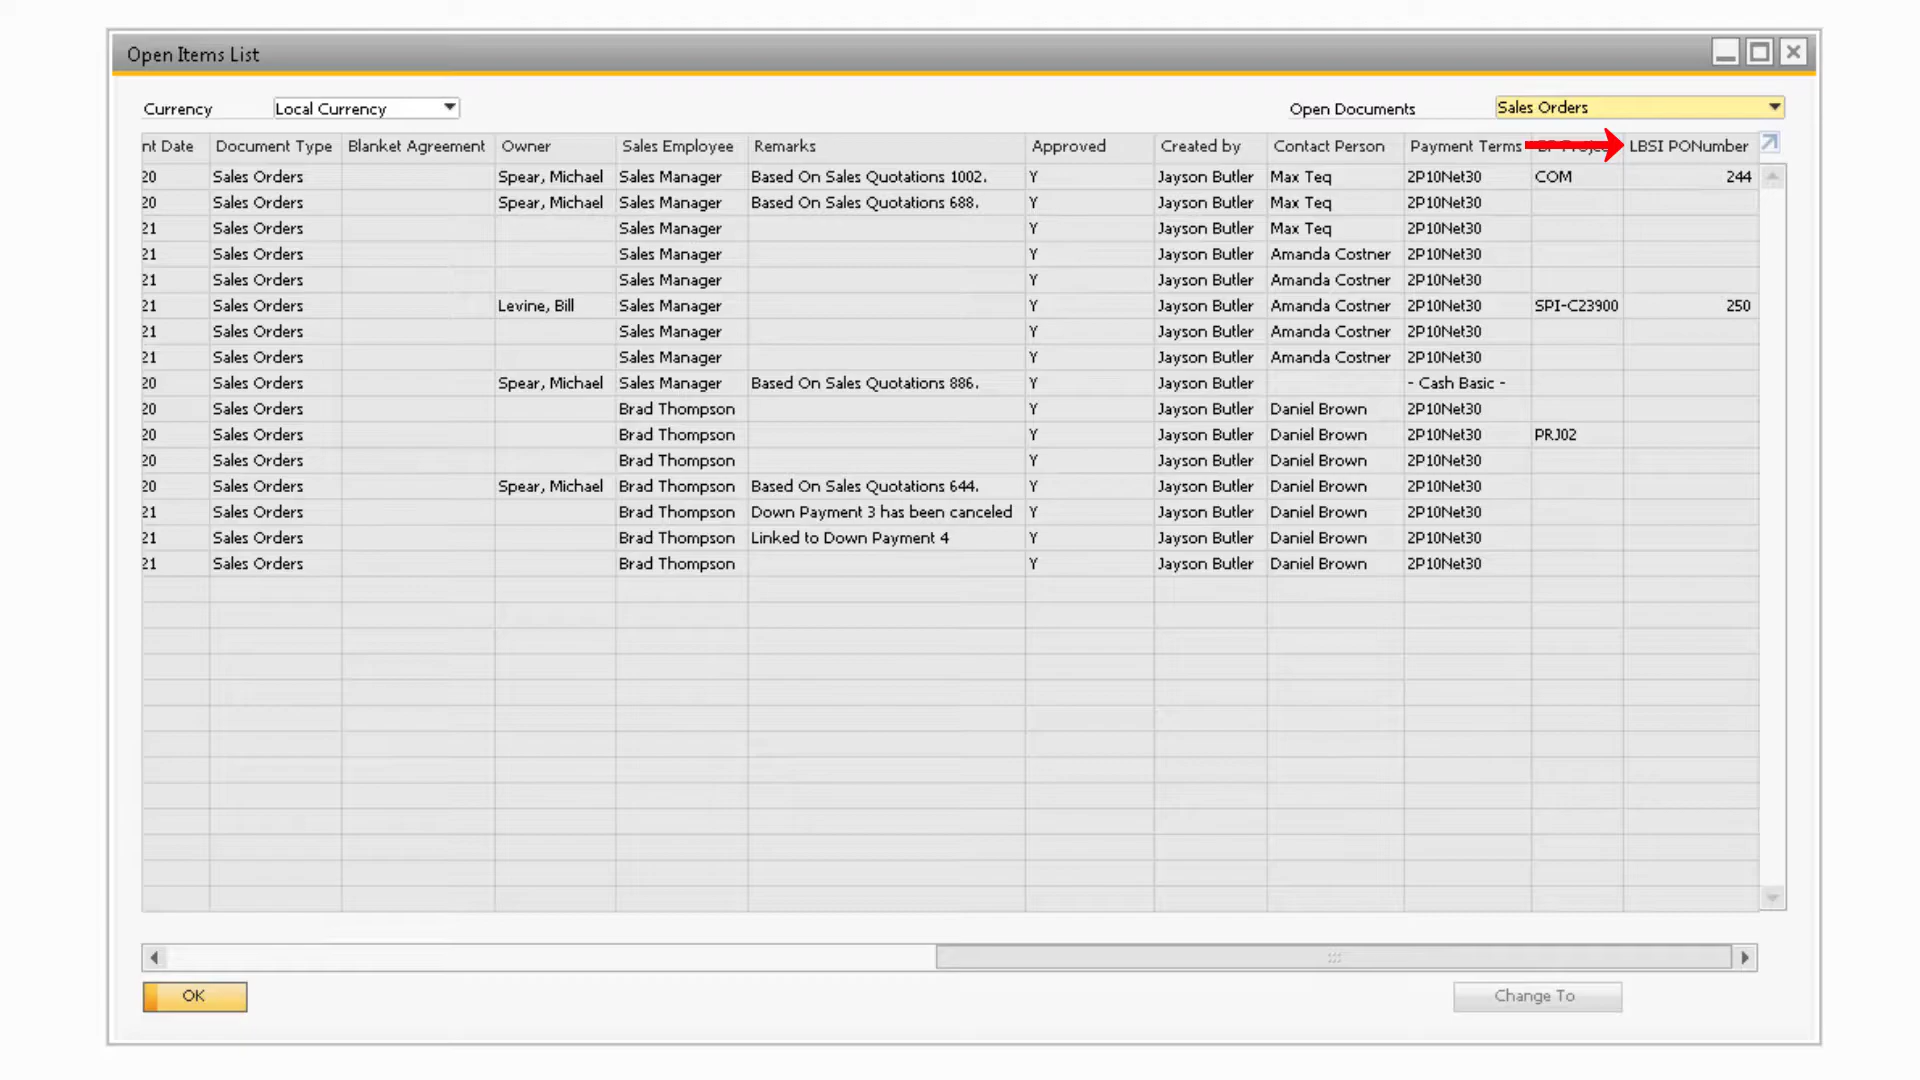 Open Items List
Currency Local Currency Open Documents Sales Orders
nt Date Document Type Blanket Agreement Owner Sales Employee Remarks Approved Created by Contact Person Payment Terms LBSI PONumber
20 Sales Orders Spear, Michael Sales Manager Based On Sales Quotations 1002. Y Jayson Butler Max Teq 2P10Net30 COM 244
20 Sales Orders Spear, Michael Sales Manager Based On Sales Quotations 688. Y Jayson Butler Max Teq 2P10Net30
21 Sales Orders Sales Manager Y Jayson Butler Max Teq 2P10Net30
21 Sales Orders Sales Manager Y Jayson Butler Amanda Costner 2P10Net30
21 Sales Orders Sales Manager Y Jayson Butler Amanda Costner 2P10Net30
21 Sales Orders Levine, Bill Sales Manager Y Jayson Butler Amanda Costner 2P10Net30 SPI-C23900 250
21 Sales Orders Sales Manager Y Jayson Butler Amanda Costner 2P10Net30
21 Sales Orders Sales Manager Y Jayson Butler Amanda Costner 2P10Net30
20 Sales Orders Spear, Michael Sales Manager Based On Sales Quotations 886. Y Jayson Butler - Cash Basic -
20 Sales Orders Brad Thompson Y Jayson Butler Daniel Brown 2P10Net30
20 Sales Orders Brad Thompson Y Jayson Butler Daniel Brown 2P10Net30 PRJ02
20 Sales Orders Brad Thompson Y Jayson Butler Daniel Brown 2P10Net30
20 Sales Orders Spear, Michael Brad Thompson Based On Sales Quotations 644. Y Jayson Butler Daniel Brown 2P10Net30
21 Sales Orders Brad Thompson Down Payment 3 has been canceled Y Jayson Butler Daniel Brown 2P10Net30
21 Sales Orders Brad Thompson Linked to Down Payment 4 Y Jayson Butler Daniel Brown 2P10Net30
21 Sales Orders Brad Thompson Y Jayson Butler Daniel Brown 2P10Net30
OK Change To